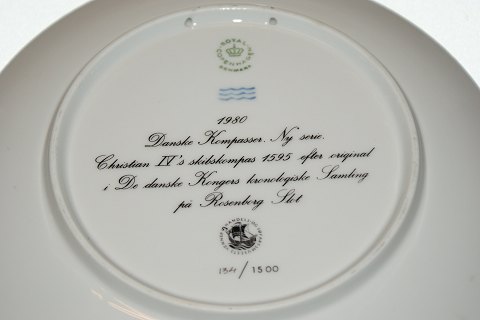 ROYAL
COPENHAGEN
DENMARK
1980
Danske Kompasser. Ny serie.
Christian IV's skibskompas 1595 efter original
i De danske Kongers kronologiske Samling
på Rosenborg Slot
134/1500